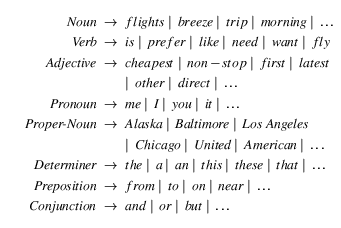 Noun → flights | breeze | trip | morning | …
Verb → is | prefer | like | need | want | fly
Adjective → cheapest | non−stop | first | latest
| other | direct | …
Pronoun → me | I | you | it | …
Proper-Noun → Alaska | Baltimore | Los Angeles
| Chicago | United | American | …
Determiner → the | a | an | this | these | that | …
Preposition → from | to | on | near | …
Conjunction → and | or | but | …